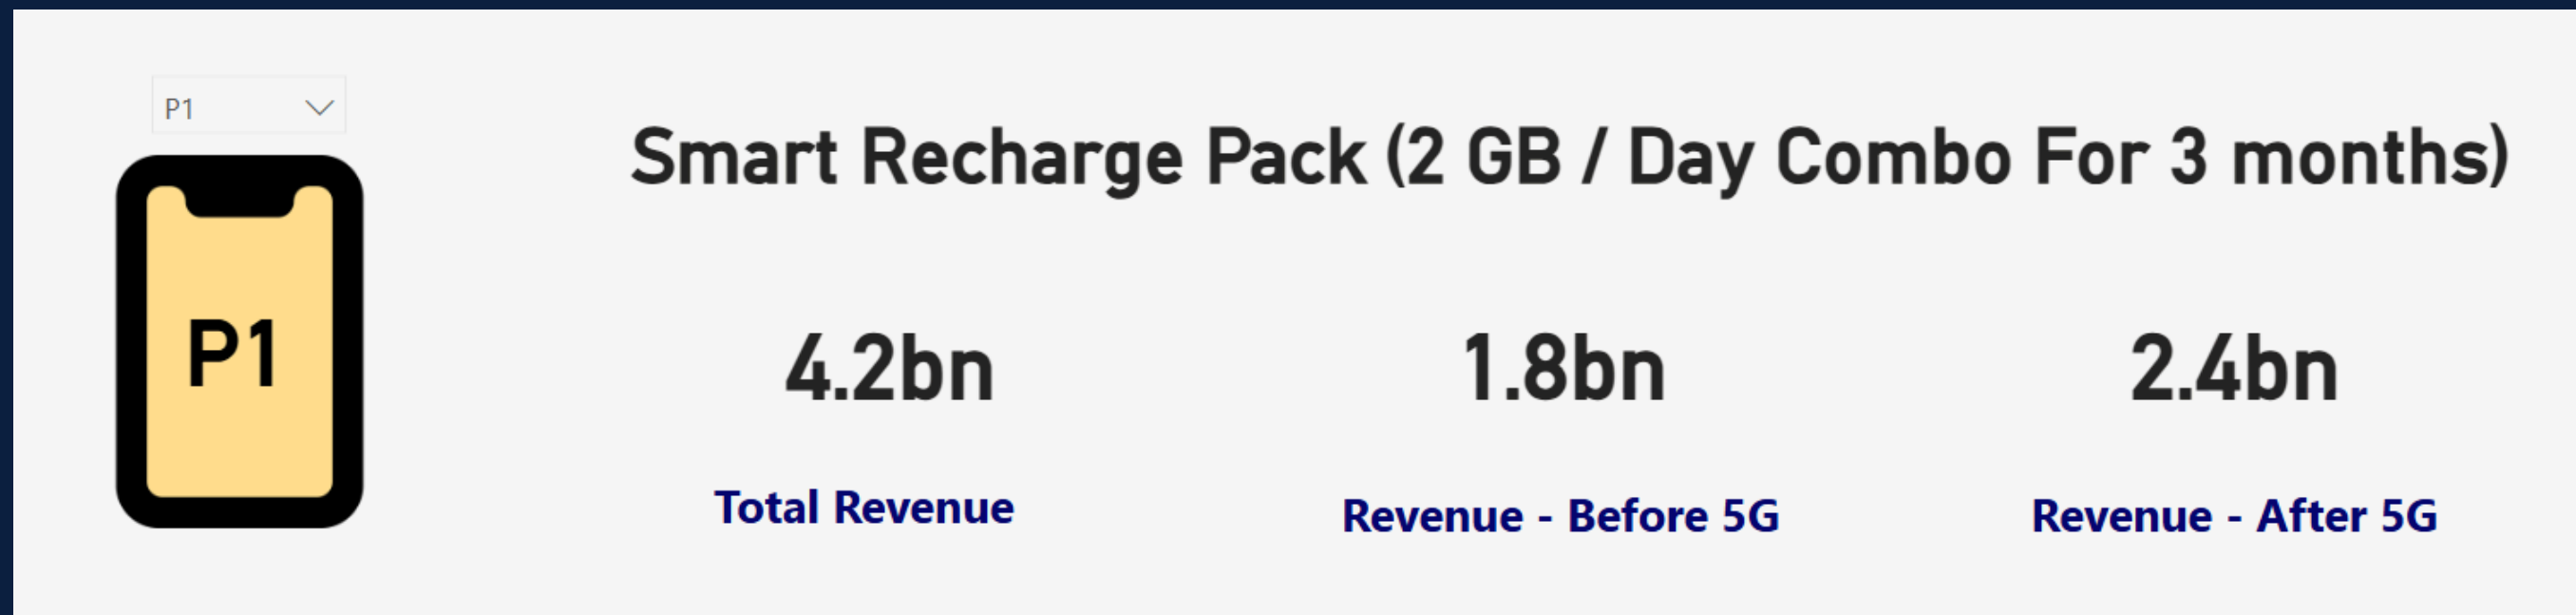 P1
Smart Recharge Pack (2 GB / Day Combo For 3 months)
P1
4.2bn
1.8bn
2.4bn
Total Revenue
Revenue - Before 5G
Revenue - After 5G